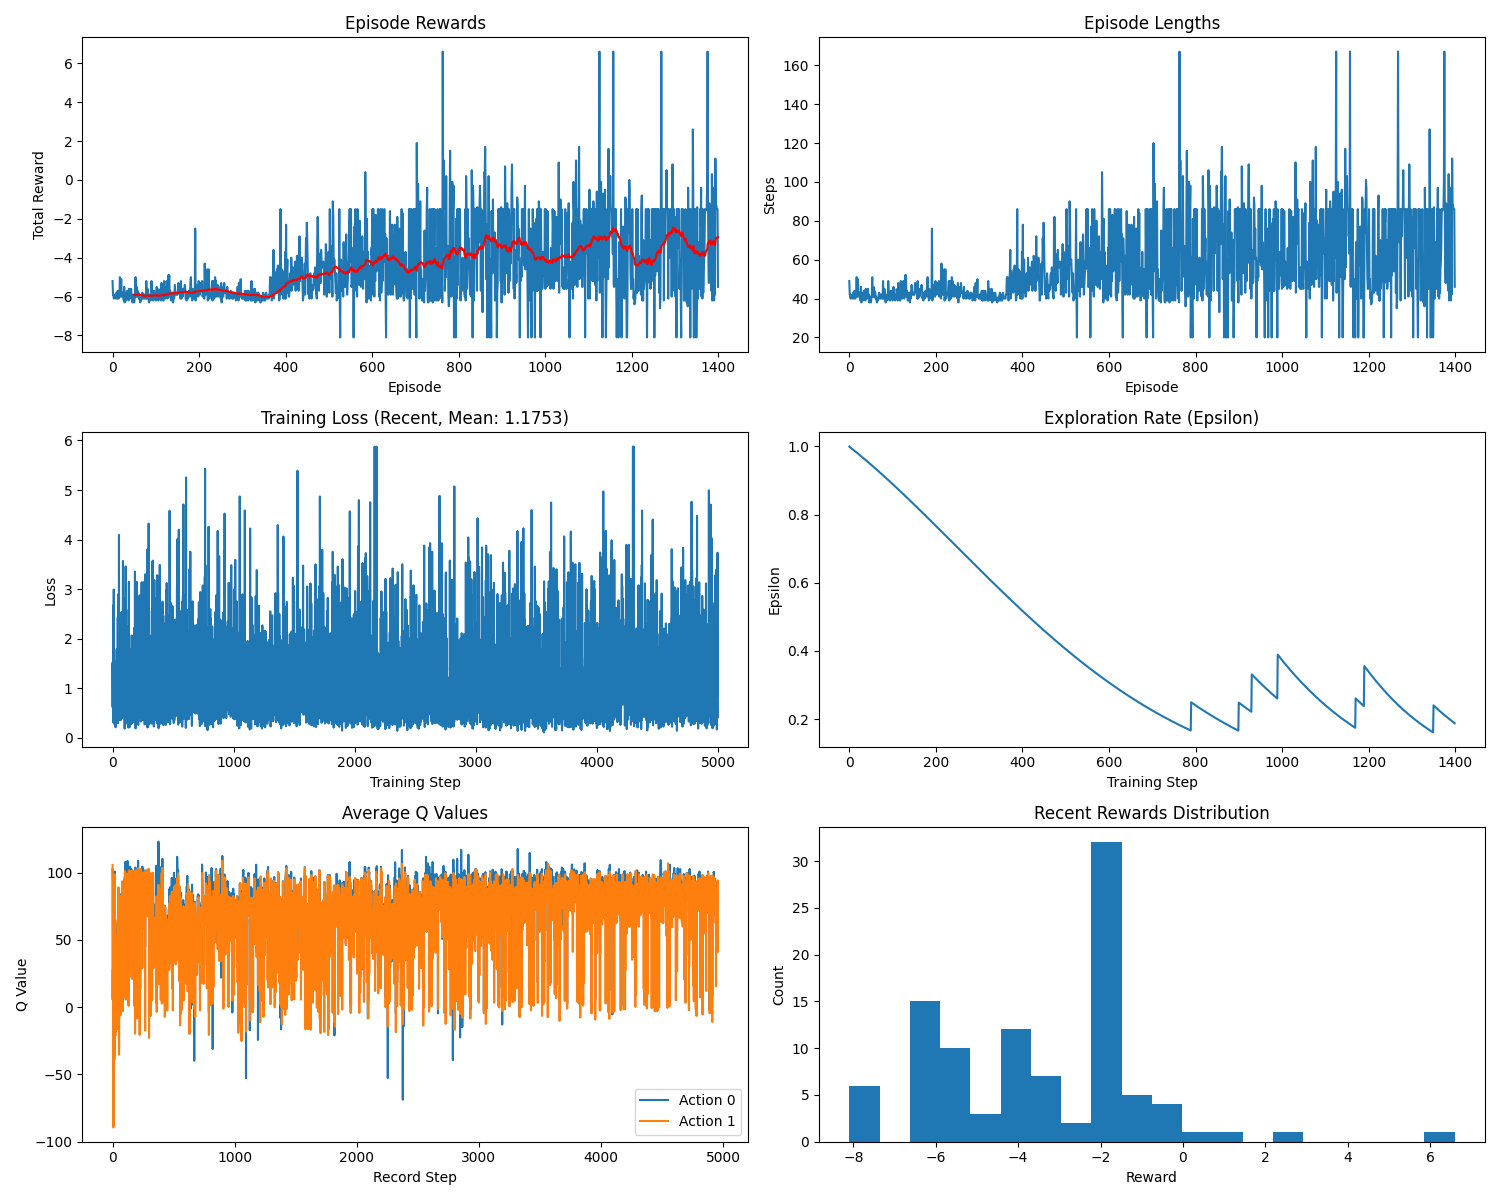 Episode Rewards
Total Reward
6
4
2
0
−2
−4
−6
−8
0 200 400 600 800 1000 1200 1400
Episode
Episode Lengths
Steps
160
140
120
100
80
60
40
20
0 200 400 600 800 1000 1200 1400
Episode
Training Loss (Recent, Mean: 1.1753)
Loss
6
5
4
3
2
1
0
0 1000 2000 3000 4000 5000
Training Step
Exploration Rate (Epsilon)
Epsilon
1.0
0.8
0.6
0.4
0.2
0 200 400 600 800 1000 1200 1400
Training Step
Average Q Values
Q Value
100
50
0
−50
−100
Action 0
Action 1
0 1000 2000 3000 4000 5000
Record Step
Recent Rewards Distribution
Count
30
25
20
15
10
5
0
−8 −6 −4 −2 0 2 4 6
Reward